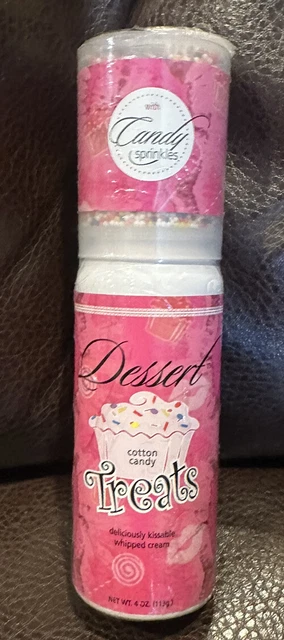 with
Candy
sprinkles
Dessert
cotton
candy
Treats
deliciously kissable
whipped cream
NET WT. 4 OZ. (113g)